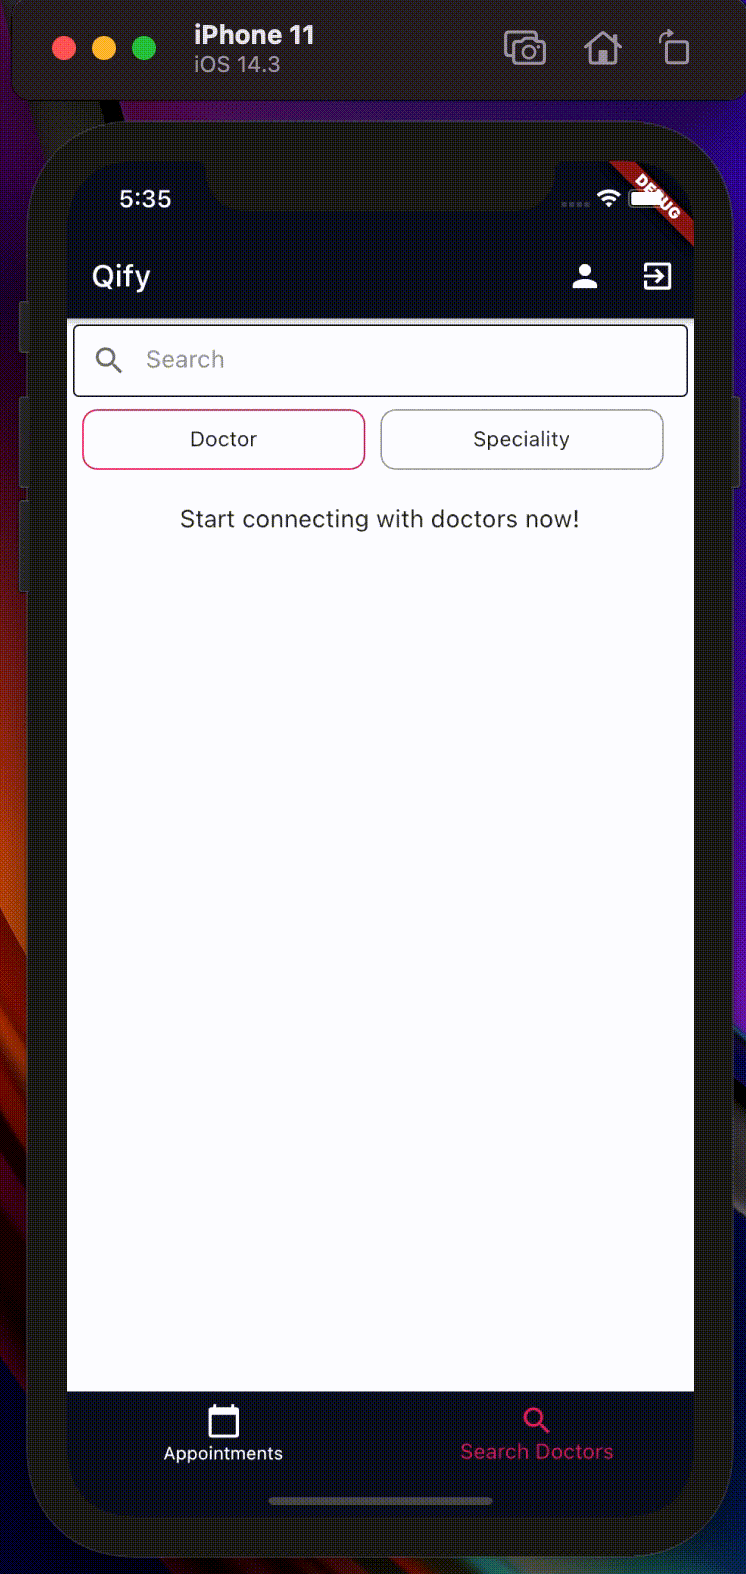 iPhone 11
iOS 14.3
5:35
DEBUG
Qify
Search
Doctor
Speciality
Start connecting with doctors now!
Appointments
Search Doctors